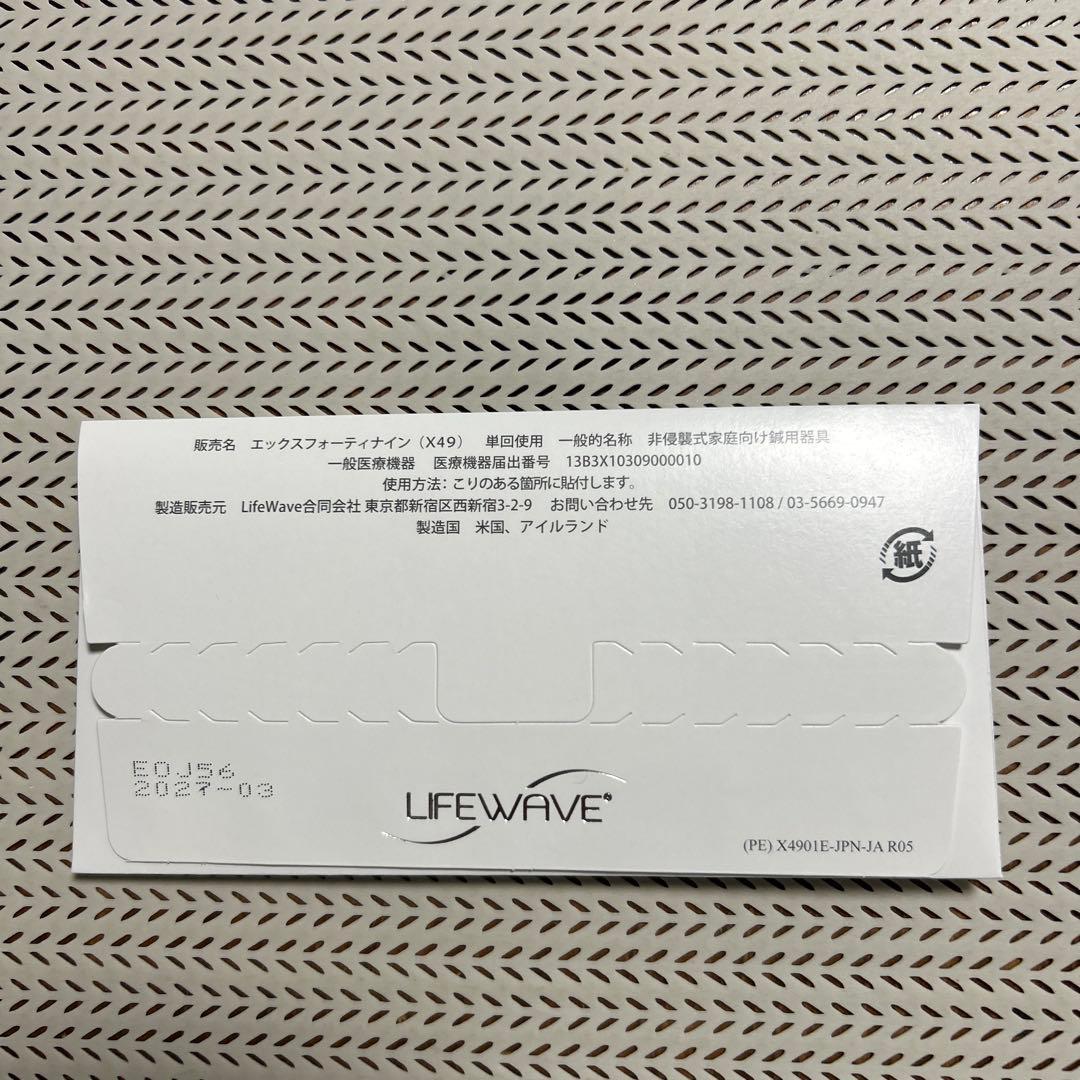 販売名 エックスフォーティナイン（X49） 単回使用 一般的名称 非侵襲式家庭向け鍼用器具
一般医療機器 医療機器届出番号 13B3X10309000010
使用方法：こりのある箇所に貼付します。
製造販売元 LifeWave合同会社 東京都新宿区西新宿3-2-9 お問い合わせ先 050-3198-1108 / 03-5669-0947
製造国 米国、アイルランド
紙
EOJ56
2027-03
LIFEWAVE
(PE) X4901E-JPN-JA R05